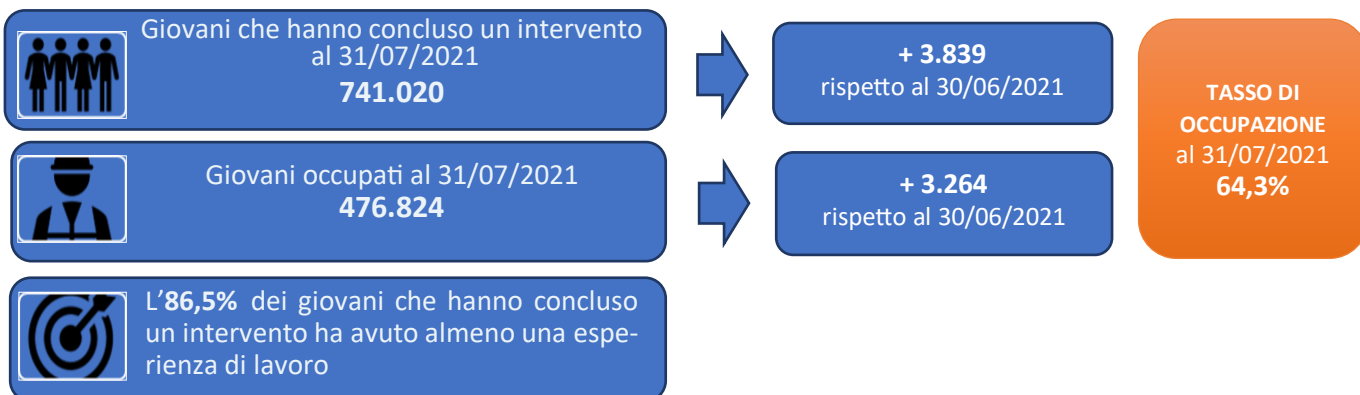 Giovani che hanno concluso un intervento
al 31/07/2021
741.020
+ 3.839
rispetto al 30/06/2021
Giovani occupati al 31/07/2021
476.824
+ 3.264
rispetto al 30/06/2021
TASSO DI
OCCUPAZIONE
al 31/07/2021
64,3%
L'86,5% dei giovani che hanno concluso
un intervento ha avuto almeno una espe-
rienza di lavoro